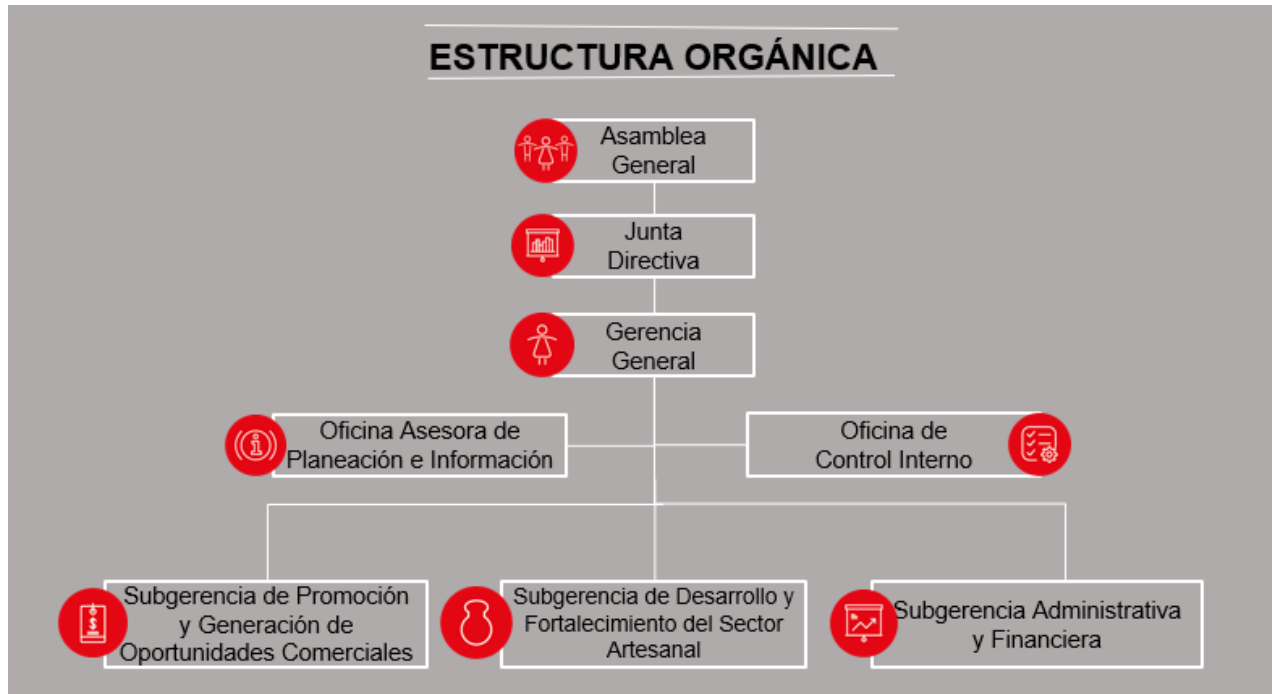 ESTRUCTURA ORGÁNICA
Asamblea
General
Junta
Directiva
Gerencia
General
Oficina Asesora de
Planeación e Información
Oficina de
Control Interno
Subgerencia de Promoción
y Generación de
Oportunidades Comerciales
Subgerencia de Desarrollo y
Fortalecimiento del Sector
Artesanal
Subgerencia Administrativa
y Financiera